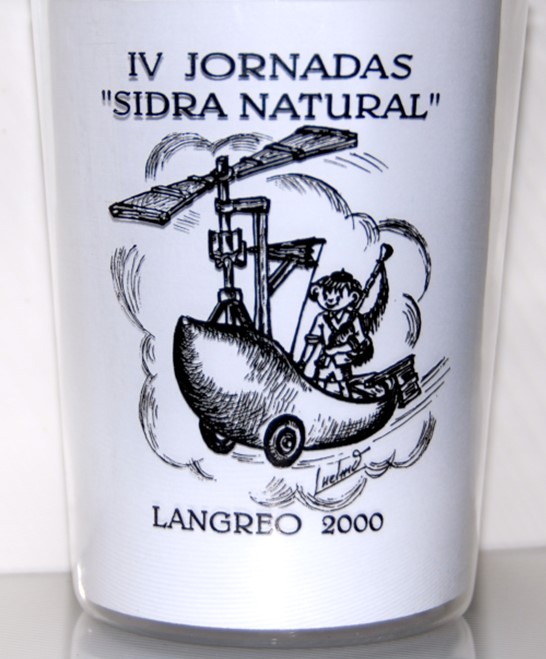 IV JORNADAS
"SIDRA NATURAL"
LANGREO 2000